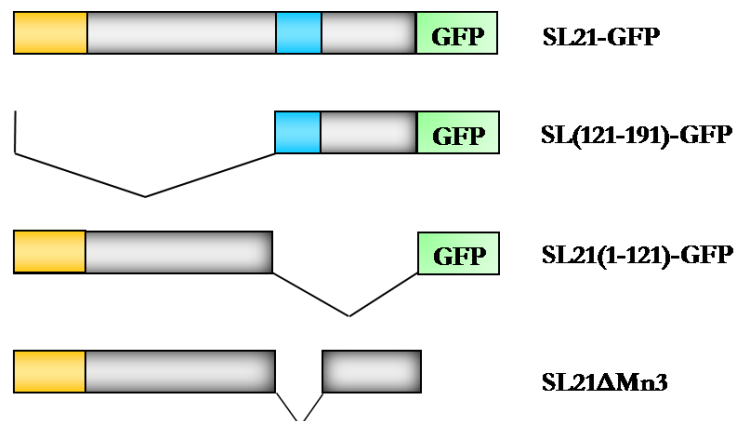 GFP SL21-GFP
GFP SL(121-191)-GFP
GFP SL21(1-121)-GFP
SL21ΔMn3